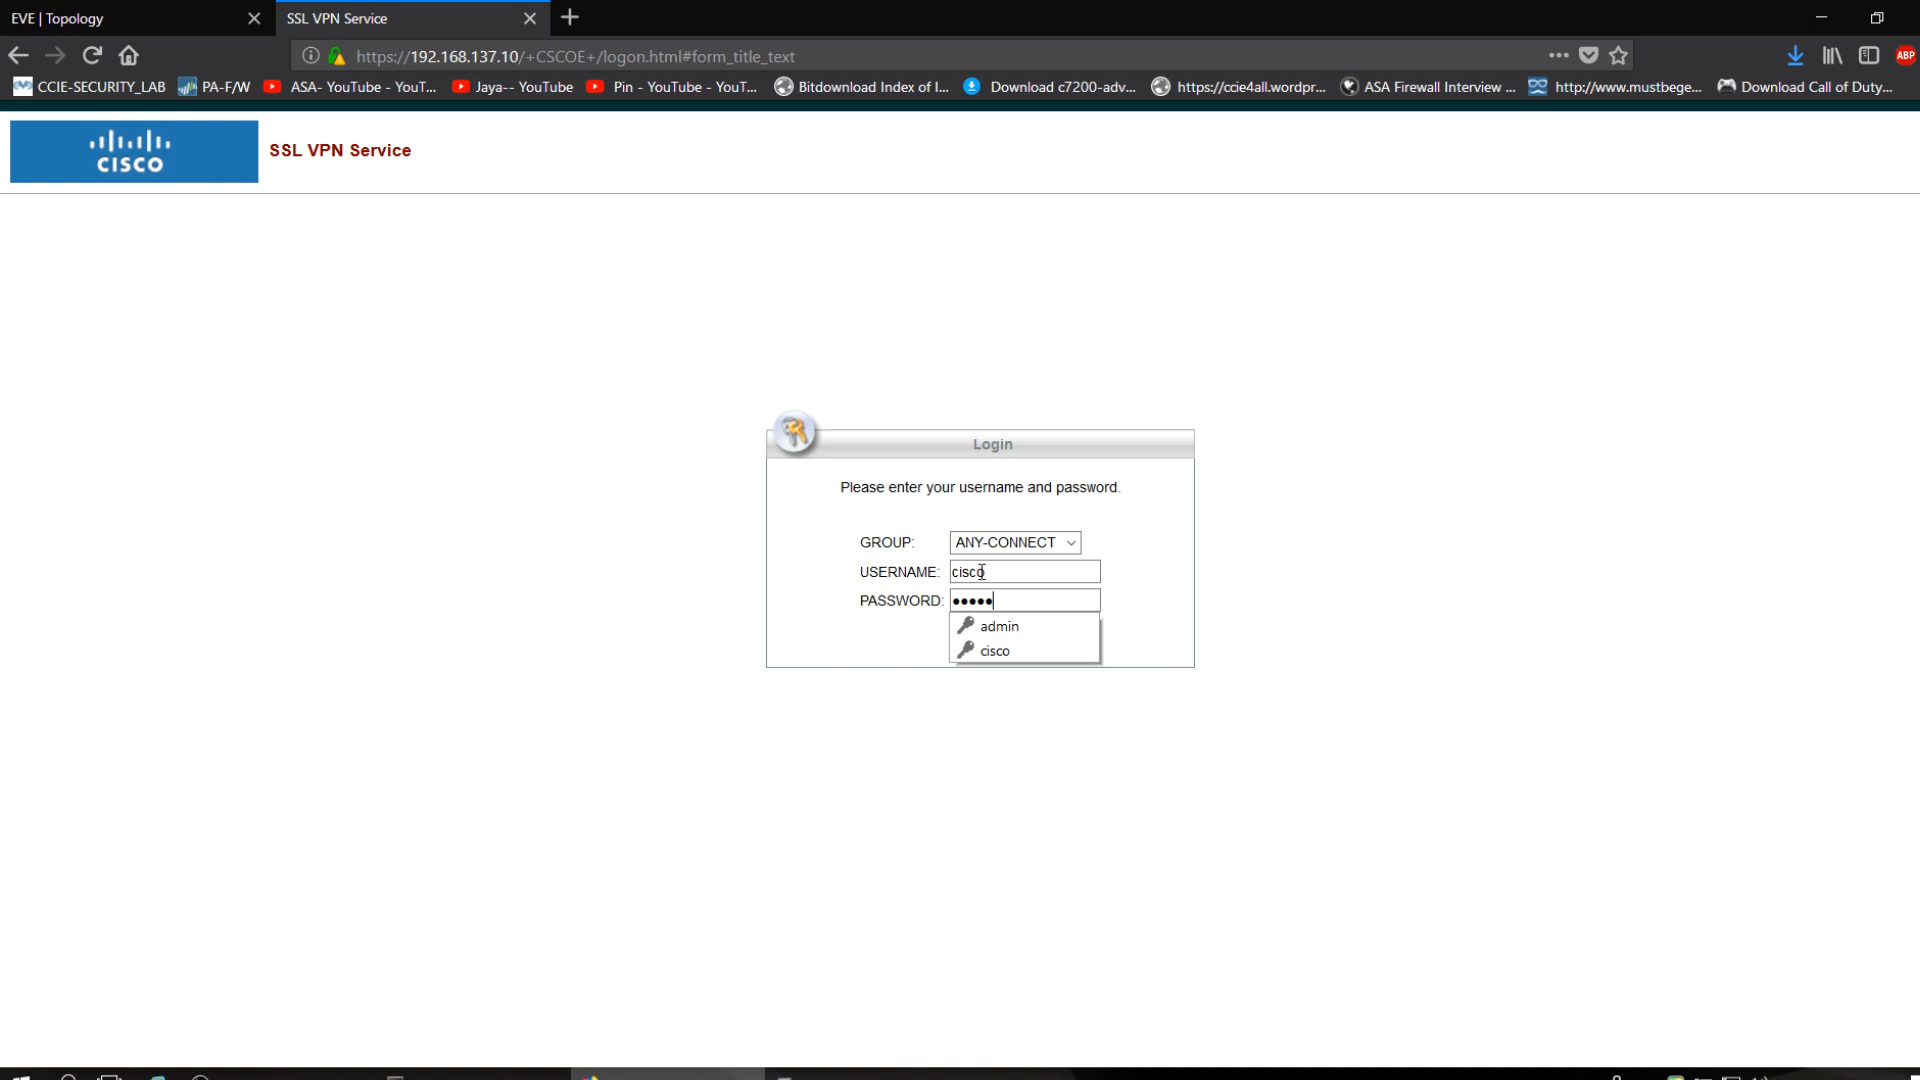 EVE | Topology
SSL VPN Service
https://192.168.137.10/+CSCOE+/logon.html#form_title_text
ABP
CCIE-SECURITY_LAB
PA-F/W
ASA- YouTube - YouT...
Jaya-- YouTube
Pin - YouTube - YouT...
Bitdownload Index of l...
Download c7200-adv...
https://ccie4all.wordpr...
ASA Firewall Interview ...
http://www.mustbege...
Download Call of Duty...
CISCO
SSL VPN Service
Login
Please enter your username and password.
GROUP: ANY-CONNECT
USERNAME: cisco
PASSWORD: •••••
admin
cisco